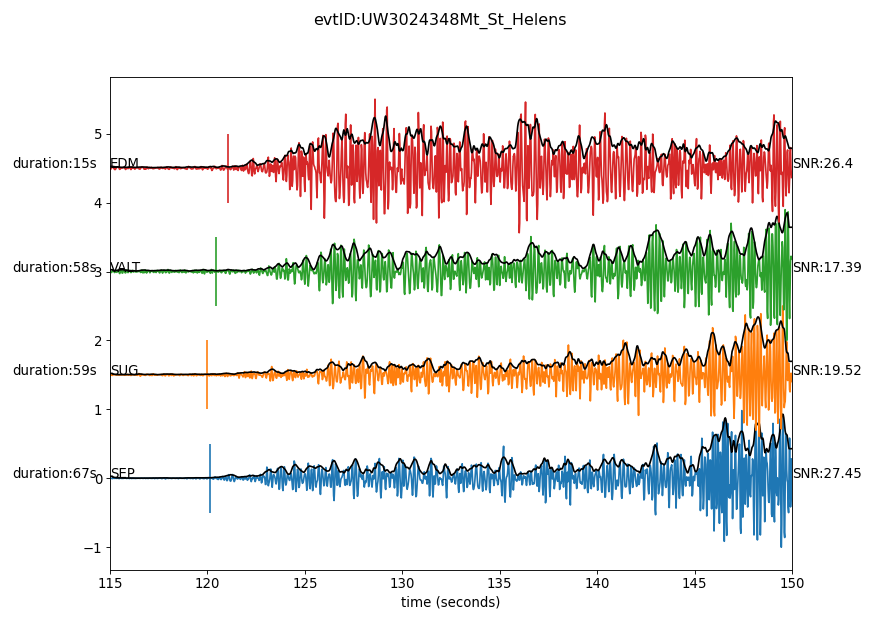 evtID:UW3024348Mt_St_Helens
5
duration:15s EDM SNR:26.4
4
duration:58s 3 VALT SNR:17.39
2
duration:59s SUG SNR:19.52
1
duration:67s 0 SEP SNR:27.45
−1
115 120 125 130 135 140 145 150
time (seconds)